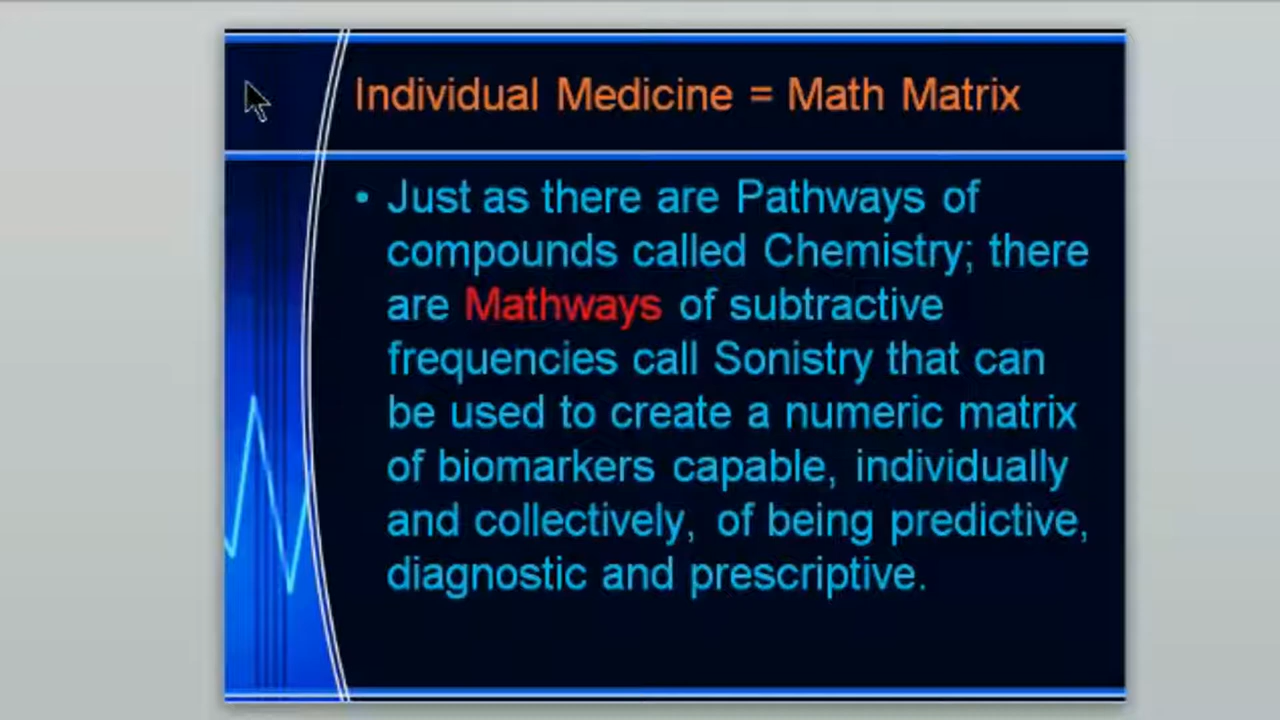 Individual Medicine = Math Matrix
• Just as there are Pathways of
compounds called Chemistry; there
are Mathways of subtractive
frequencies call Sonistry that can
be used to create a numeric matrix
of biomarkers capable, individually
and collectively, of being predictive,
diagnostic and prescriptive.